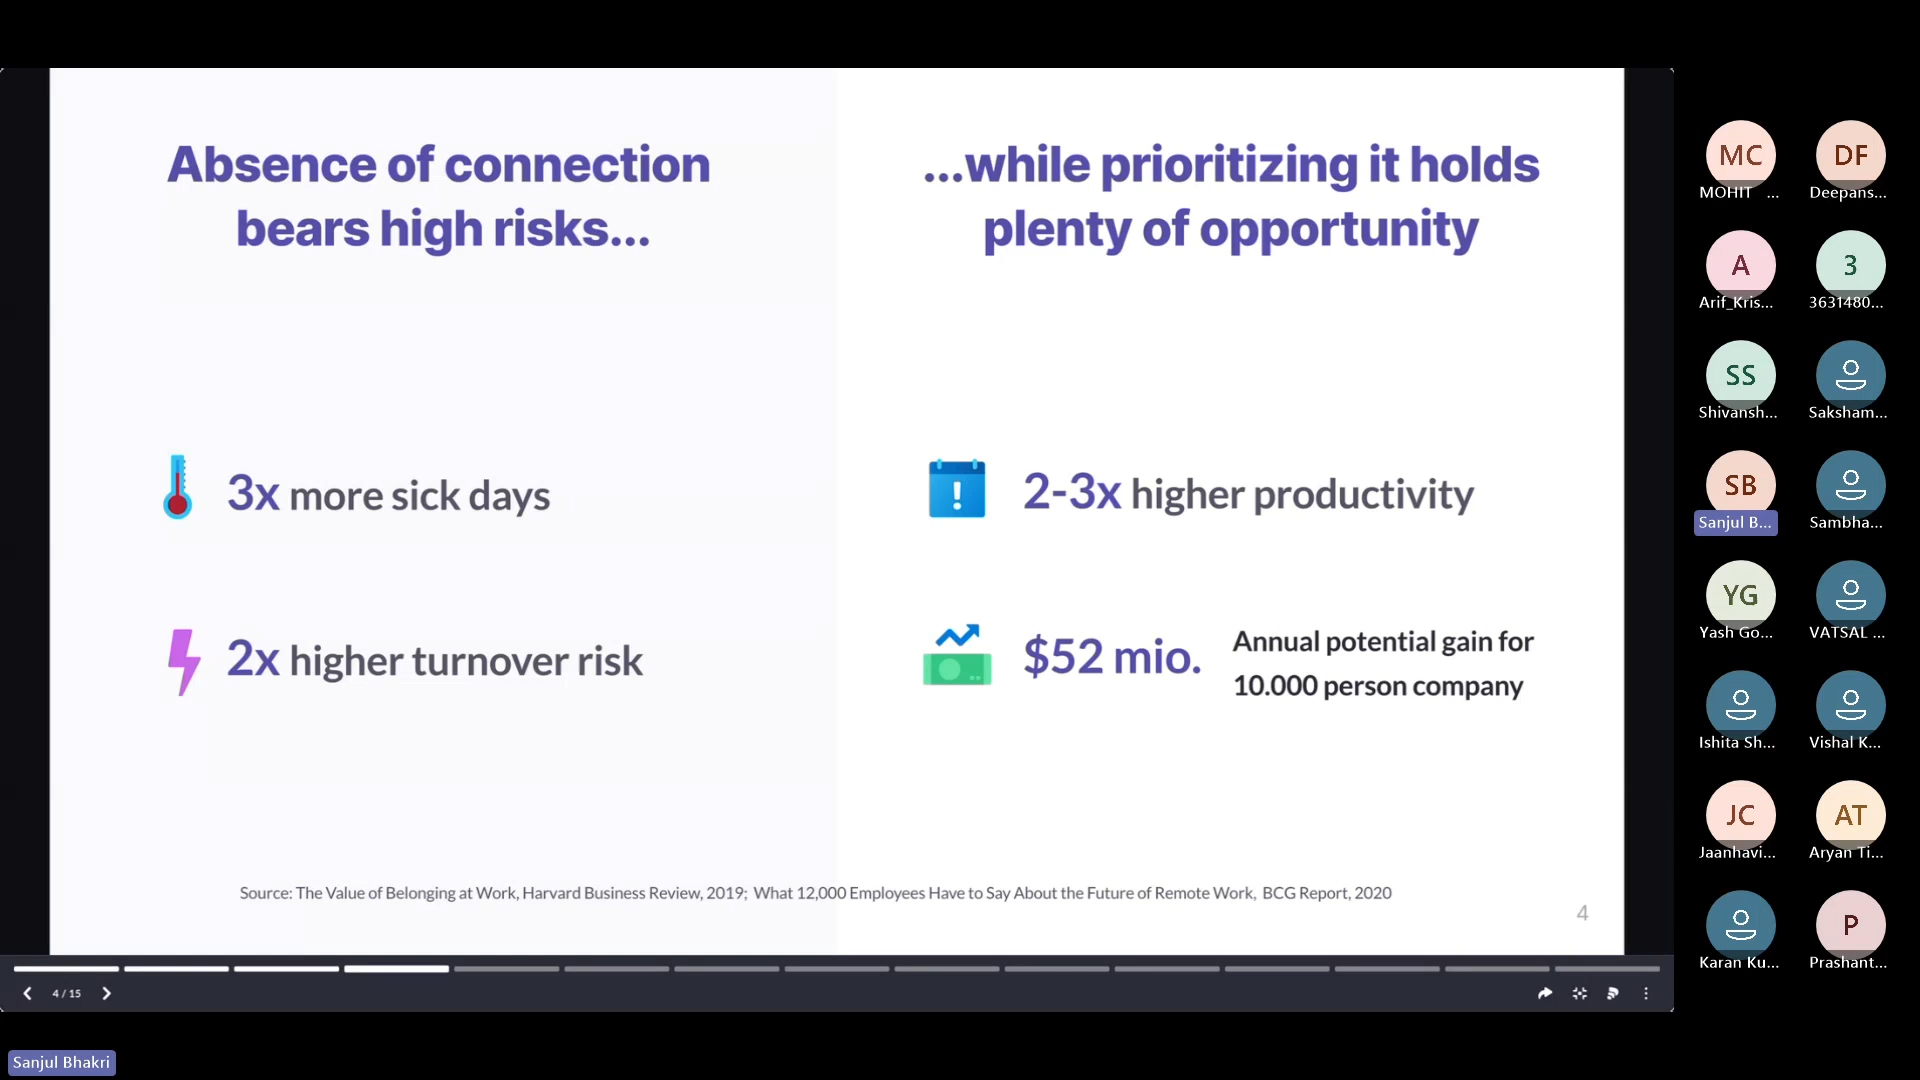 Absence of connection
bears high risks...
...while prioritizing it holds
plenty of opportunity
3x more sick days
2x higher turnover risk
2-3x higher productivity
$52 mio.
Annual potential gain for
10.000 person company
Source: The Value of Belonging at Work, Harvard Business Review, 2019; What 12,000 Employees Have to Say About the Future of Remote Work, BCG Report, 2020
4
4 / 15
Sanjul Bhakri
MC
MOHIT ...
DF
Deepans...
A
Arif_Kris...
3
3631480...
SS
Shivansh...
Saksham...
SB
Sanjul B...
Sambha...
YG
Yash Go...
VATSAL ...
Ishita Sh...
Vishal K...
JC
Jaanhavi...
AT
Aryan Ti...
Karan Ku...
P
Prashant...